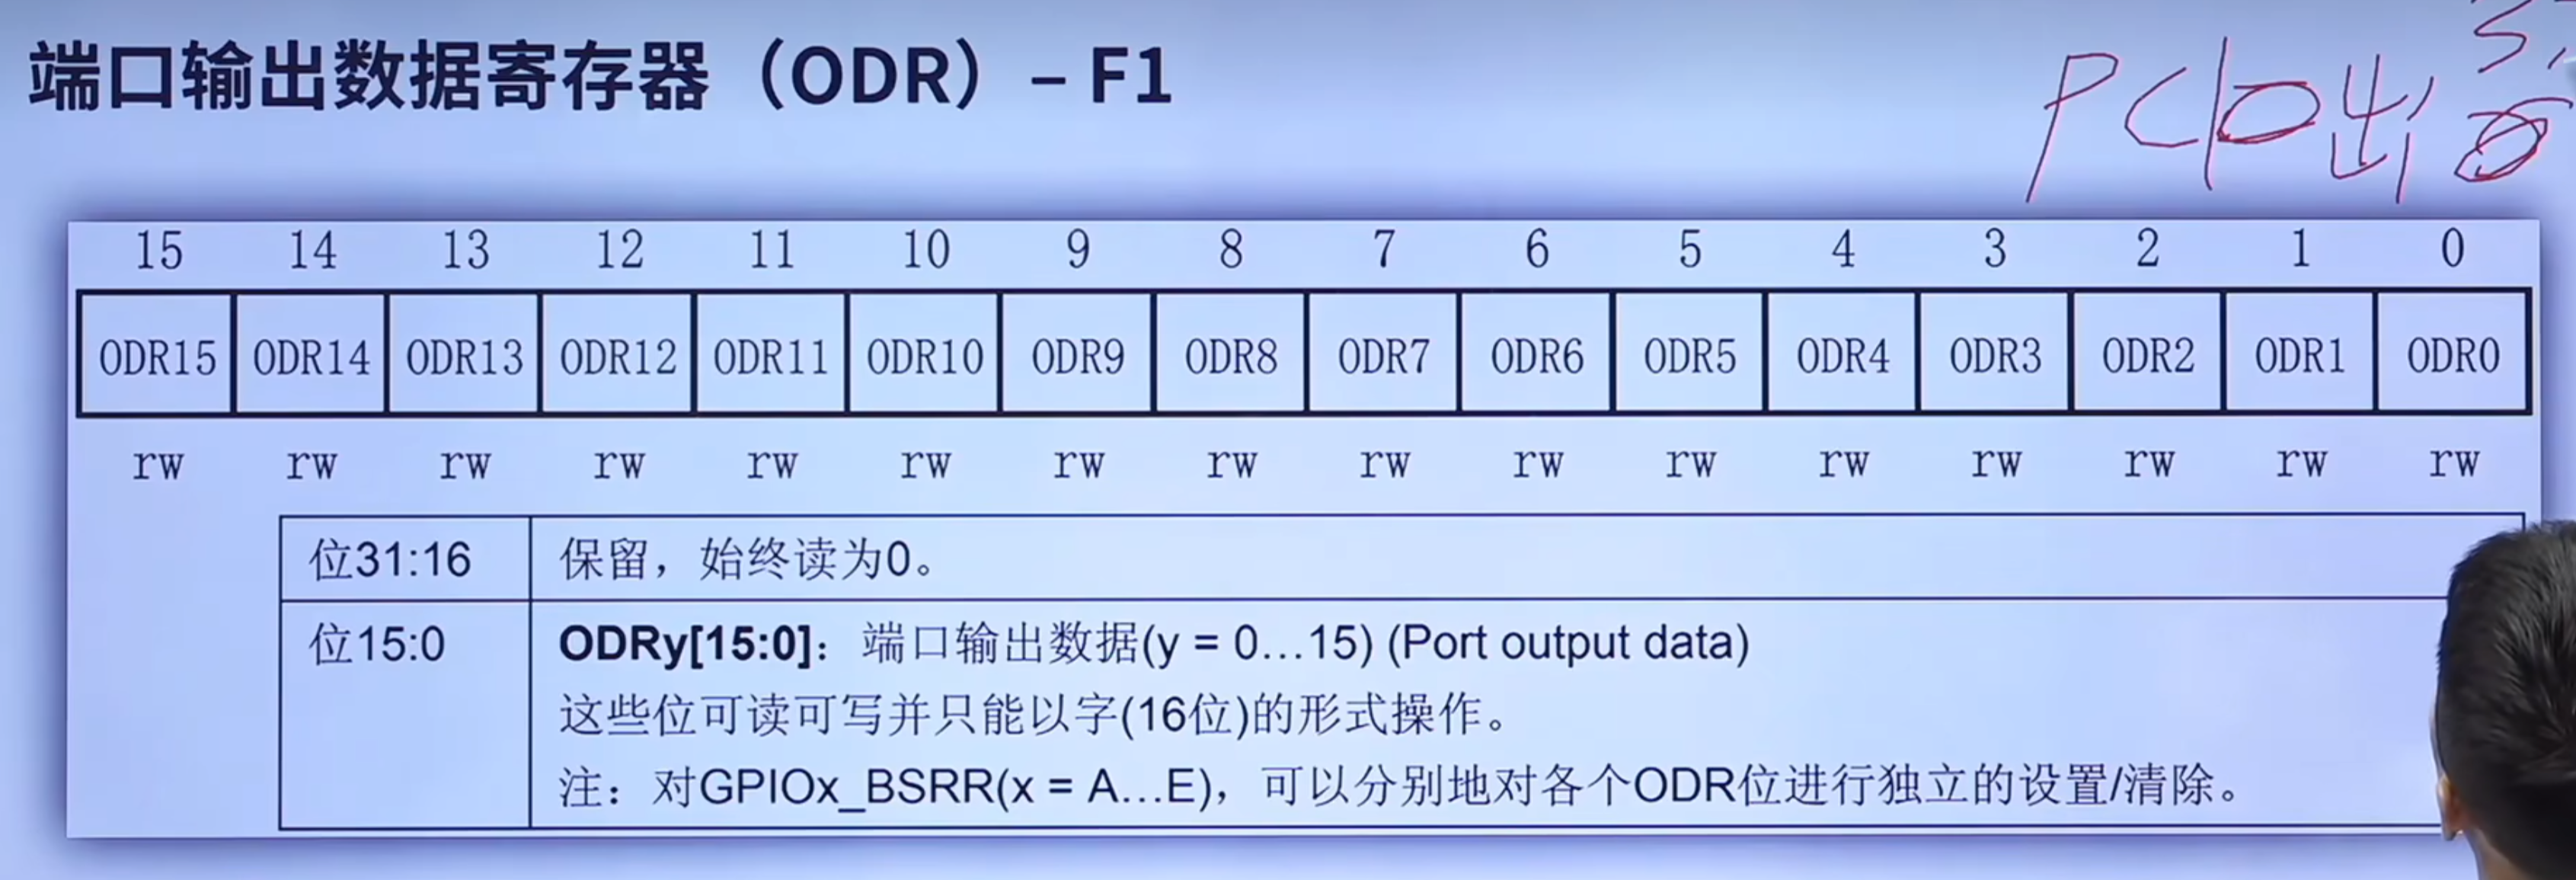 端口输出数据寄存器（ODR）– F1
15 14 13 12 11 10 9 8 7 6 5 4 3 2 1 0
ODR15 ODR14 ODR13 ODR12 ODR11 ODR10 ODR9 ODR8 ODR7 ODR6 ODR5 ODR4 ODR3 ODR2 ODR1 ODR0
rw rw rw rw rw rw rw rw rw rw rw rw rw rw rw rw
位31:16 保留，始终读为0。
位15:0 ODRy[15:0]：端口输出数据(y = 0…15) (Port output data)
这些位可读可写并只能以字(16位)的形式操作。
注：对GPIOx_BSRR(x = A…E)，可以分别地对各个ODR位进行独立的设置/清除。